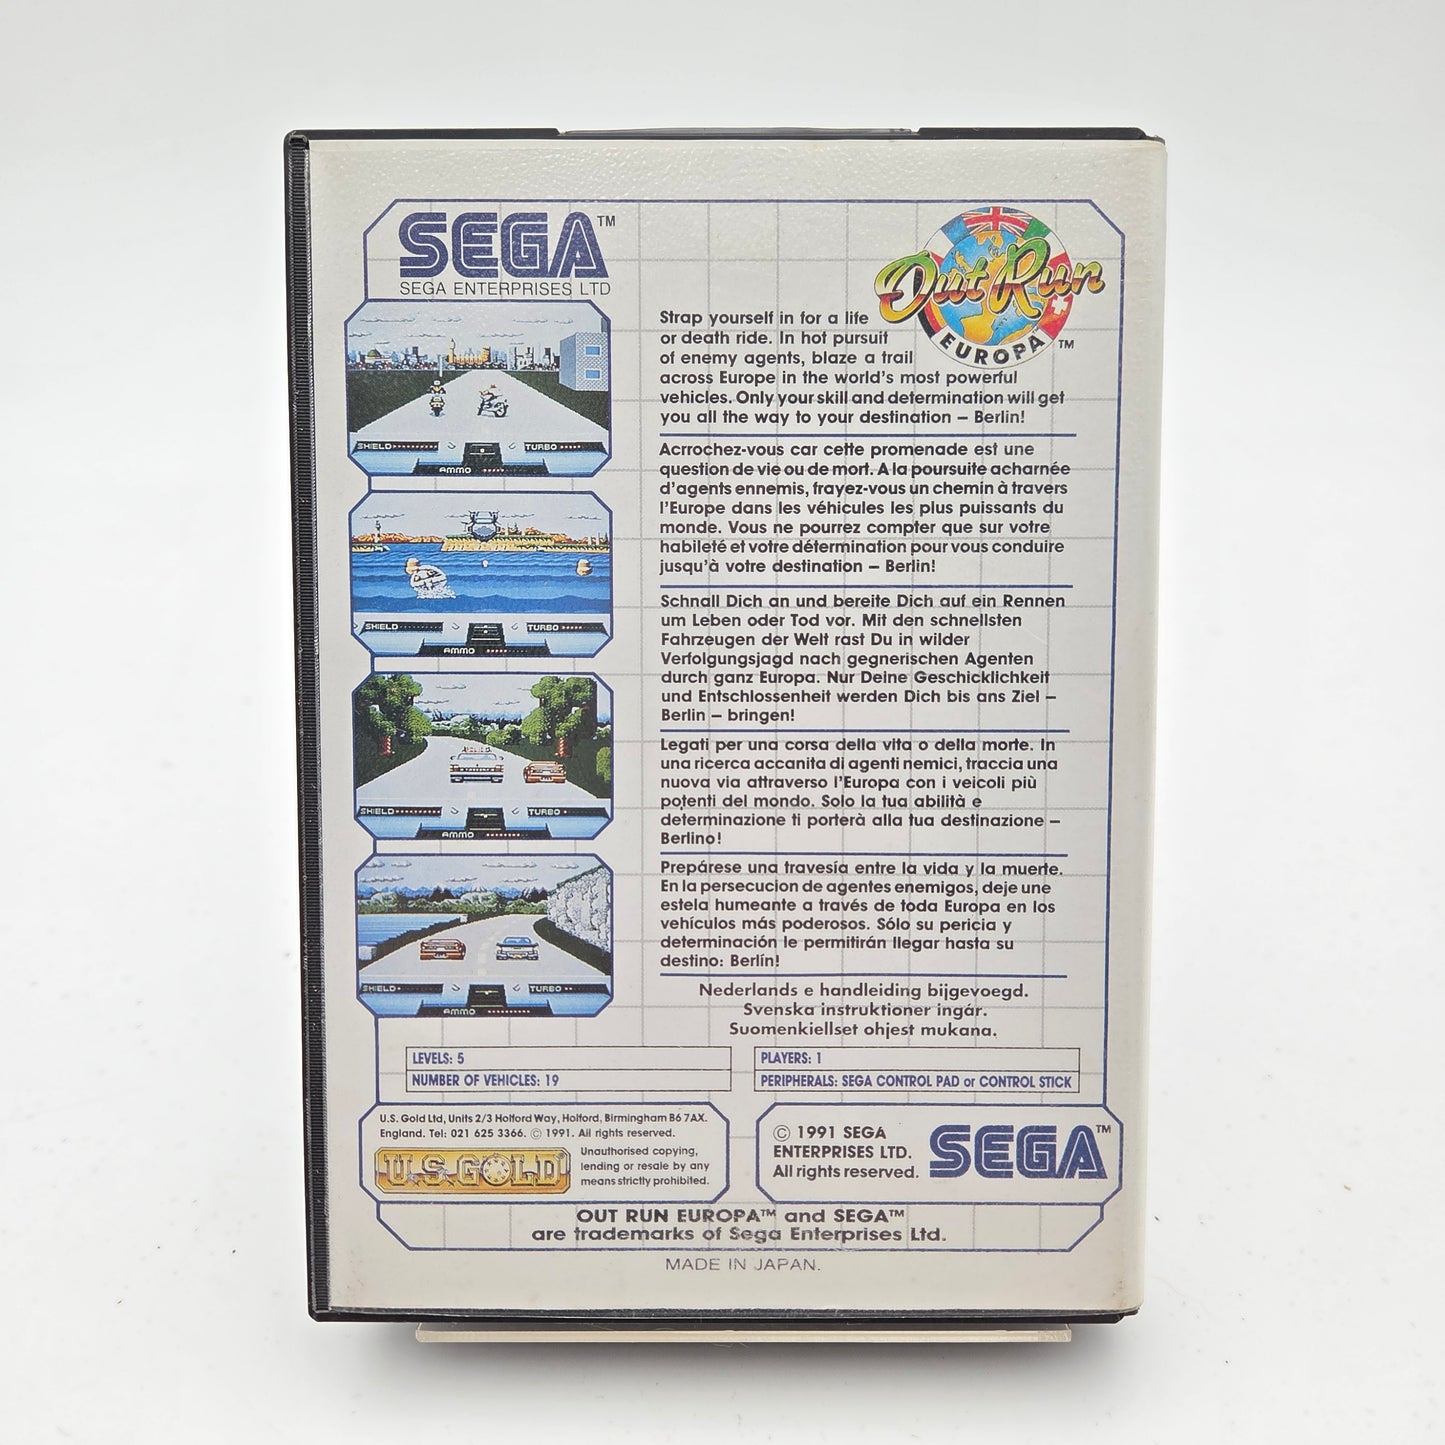 SEGA™
SEGA ENTERPRISES LTD
Out Run
EUROPA™
Strap yourself in for a life
or death ride. In hot pursuit
of enemy agents, blaze a trail
across Europe in the world's most powerful
vehicles. Only your skill and determination will get
you all the way to your destination – Berlin!
Acrrochez-vous car cette promenade est une
question de vie ou de mort. A la poursuite acharnée
d'agents ennemis, frayez-vous un chemin à travers
l'Europe dans les véhicules les plus puissants du
monde. Vous ne pourrez compter que sur votre
habileté et votre détermination pour vous conduire
jusqu'à votre destination – Berlin!
Schnall Dich an und bereite Dich auf ein Rennen
um Leben oder Tod vor. Mit den schnellsten
Fahrzeugen der Welt rast Du in wilder
Verfolgungsjagd nach gegnerischen Agenten
durch ganz Europa. Nur Deine Geschicklichkeit
und Entschlossenheit werden Dich bis ans Ziel –
Berlin – bringen!
Legati per una corsa della vita o della morte. In
una ricerca accanita di agenti nemici, traccia una
nuova via attraverso l'Europa con i veicoli più
potenti del mondo. Solo la tua abilità e
determinazione ti porterà alla tua destinazione –
Berlino!
Prepárese una travesía entre la vida y la muerte.
En la persecucion de agentes enemigos, deje une
estela humeante a través de toda Europa en los
vehículos más poderosos. Sólo su pericia y
determinación le permitirán llegar hasta su
destino: Berlín!
Nederlands e handleiding bijgevoegd.
Svenska instruktioner ingár.
Suomenkiellset ohjest mukana.
SHIELD TURBO
AMMO
SHIELD TURBO
AMMO
SHIELD TURBO
AMMO
SHIELD TURBO
AMMO
LEVELS: 5
NUMBER OF VEHICLES: 19
PLAYERS: 1
PERIPHERALS: SEGA CONTROL PAD or CONTROL STICK
U.S. Gold Ltd, Units 2/3 Holford Way, Holford, Birmingham B6 7AX.
England. Tel: 021 625 3366. © 1991. All rights reserved.
U.S. GOLD
Unauthorised copying,
lending or resale by any
means strictly prohibited.
© 1991 SEGA
ENTERPRISES LTD.
All rights reserved.
SEGA™
OUT RUN EUROPA™ and SEGA™
are trademarks of Sega Enterprises Ltd.
MADE IN JAPAN.